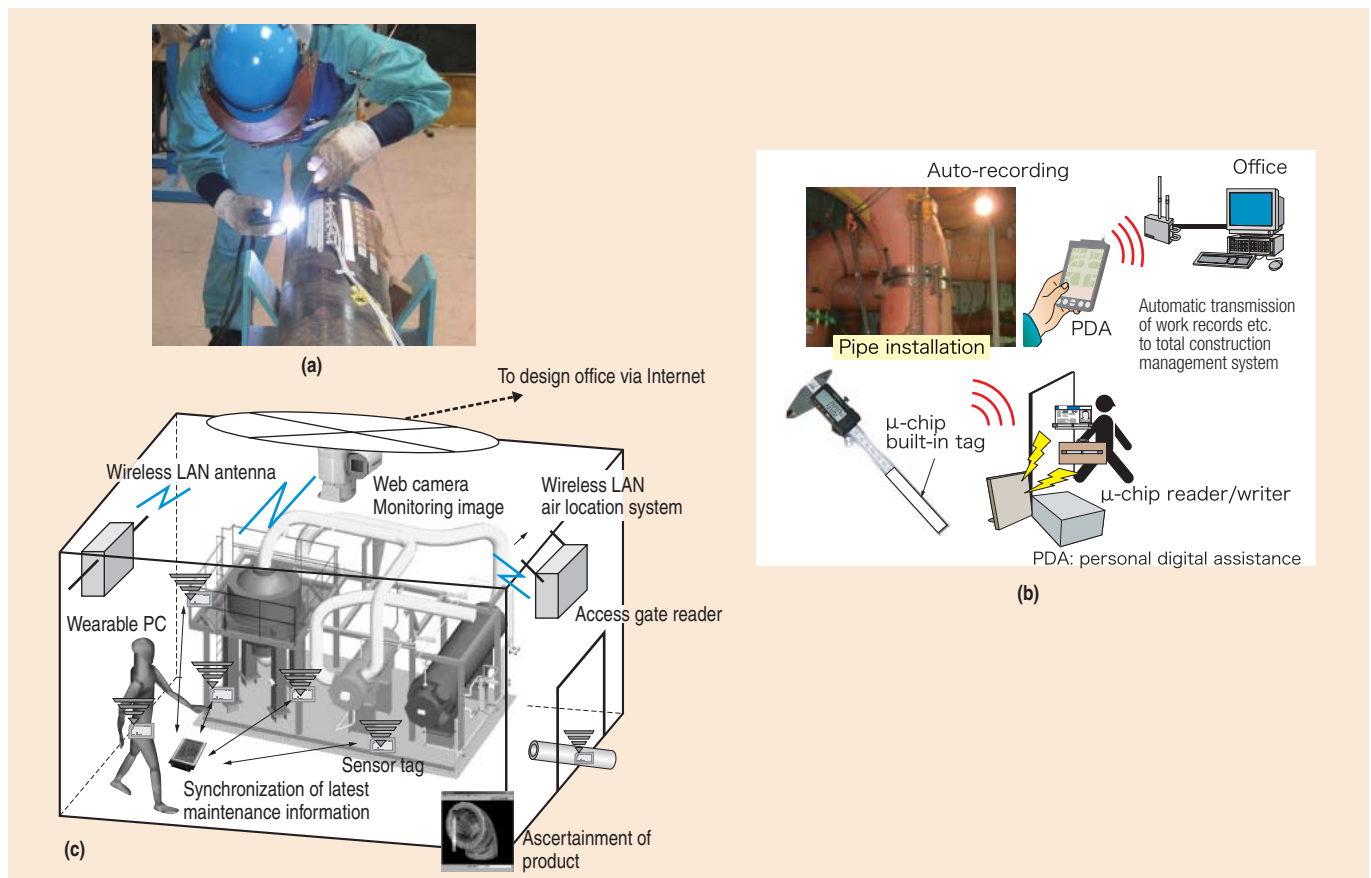 (a)
Auto-recording
Office
PDA
Pipe installation
Automatic transmission
of work records etc.
to total construction
management system
μ-chip
built-in tag
μ-chip reader/writer
PDA: personal digital assistance
(b)
To design office via Internet
Wireless LAN antenna
Web camera
Monitoring image
Wireless LAN
air location system
Access gate reader
Wearable PC
Sensor tag
Synchronization of latest
maintenance information
Ascertainment of
product
(c)